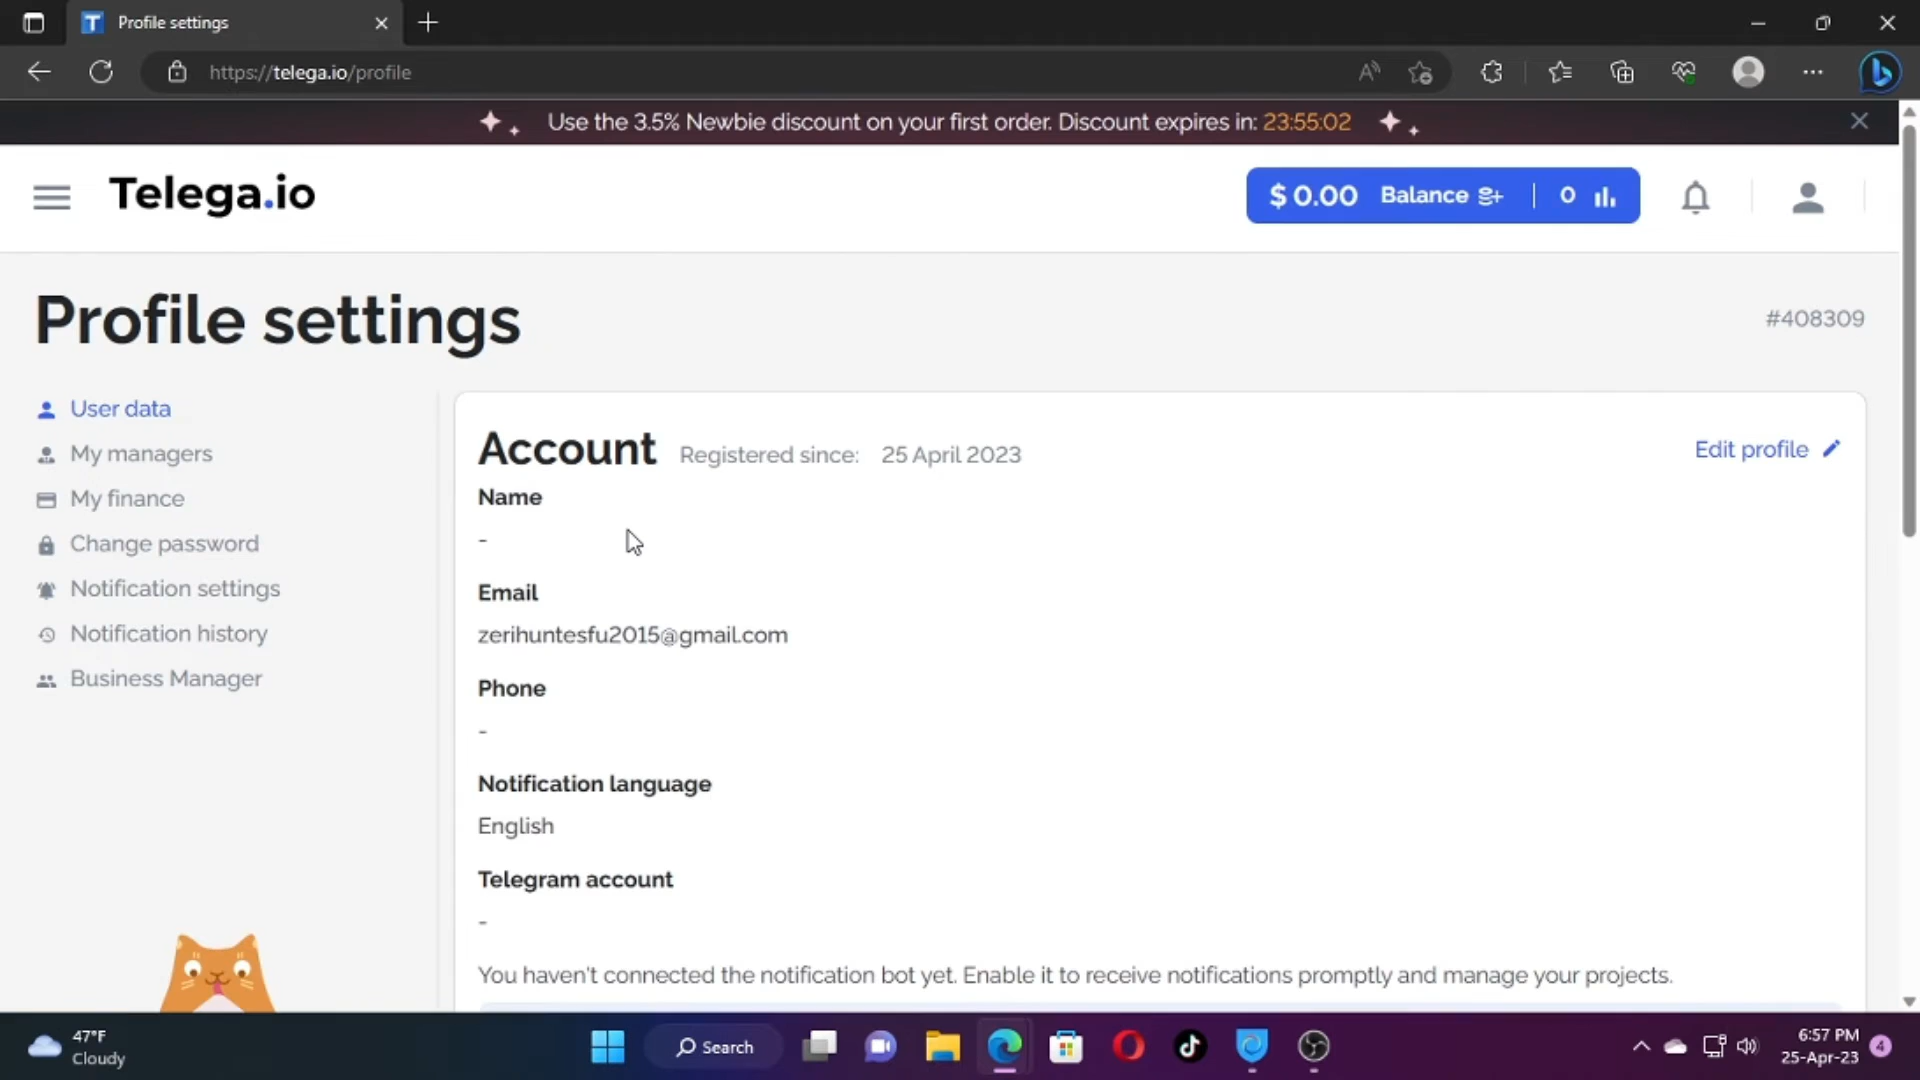 Profile settings
https://telega.io/profile
Use the 3.5% Newbie discount on your first order. Discount expires in: 23:55:02
Telega.io
$ 0.00 Balance 0
Profile settings
#408309
User data
My managers
My finance
Change password
Notification settings
Notification history
Business Manager
Account Registered since: 25 April 2023
Edit profile
Name
-
Email
zerihuntesfu2015@gmail.com
Phone
-
Notification language
English
Telegram account
-
You haven't connected the notification bot yet. Enable it to receive notifications promptly and manage your projects.
47°F
Cloudy
Search
6:57 PM
25-Apr-23
4